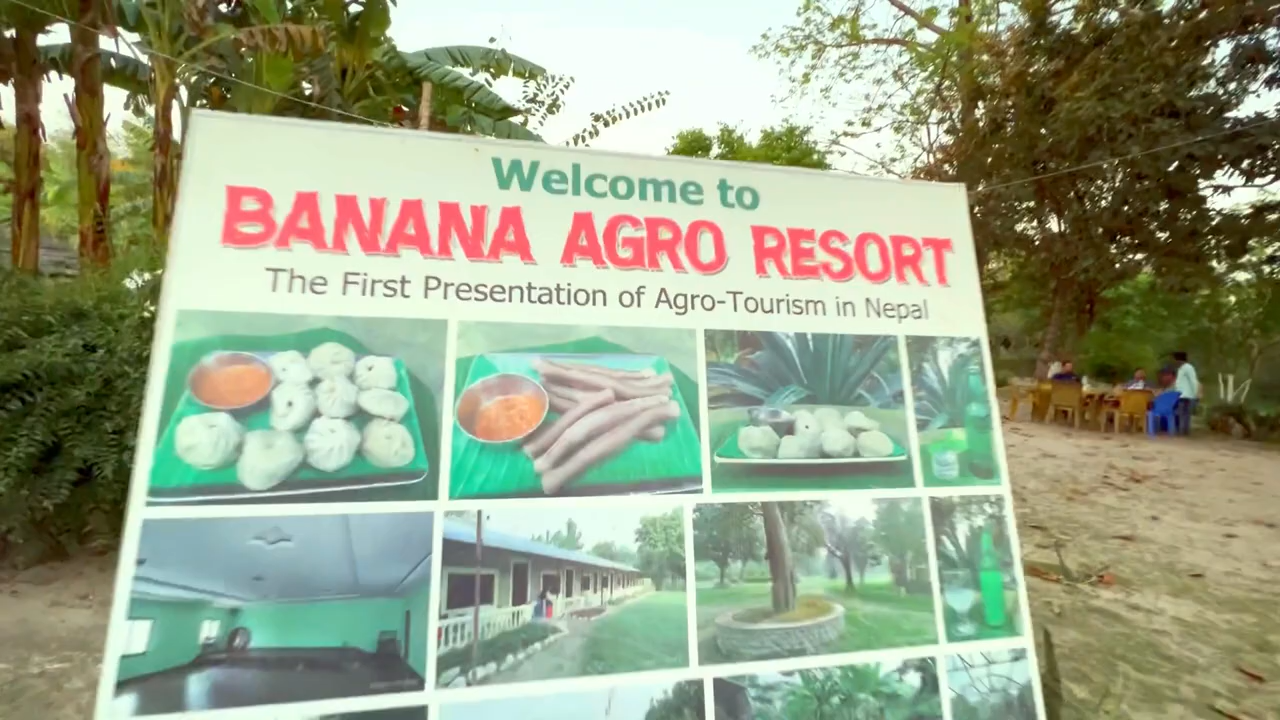 Welcome to
BANANA AGRO RESORT
The First Presentation of Agro-Tourism in Nepal